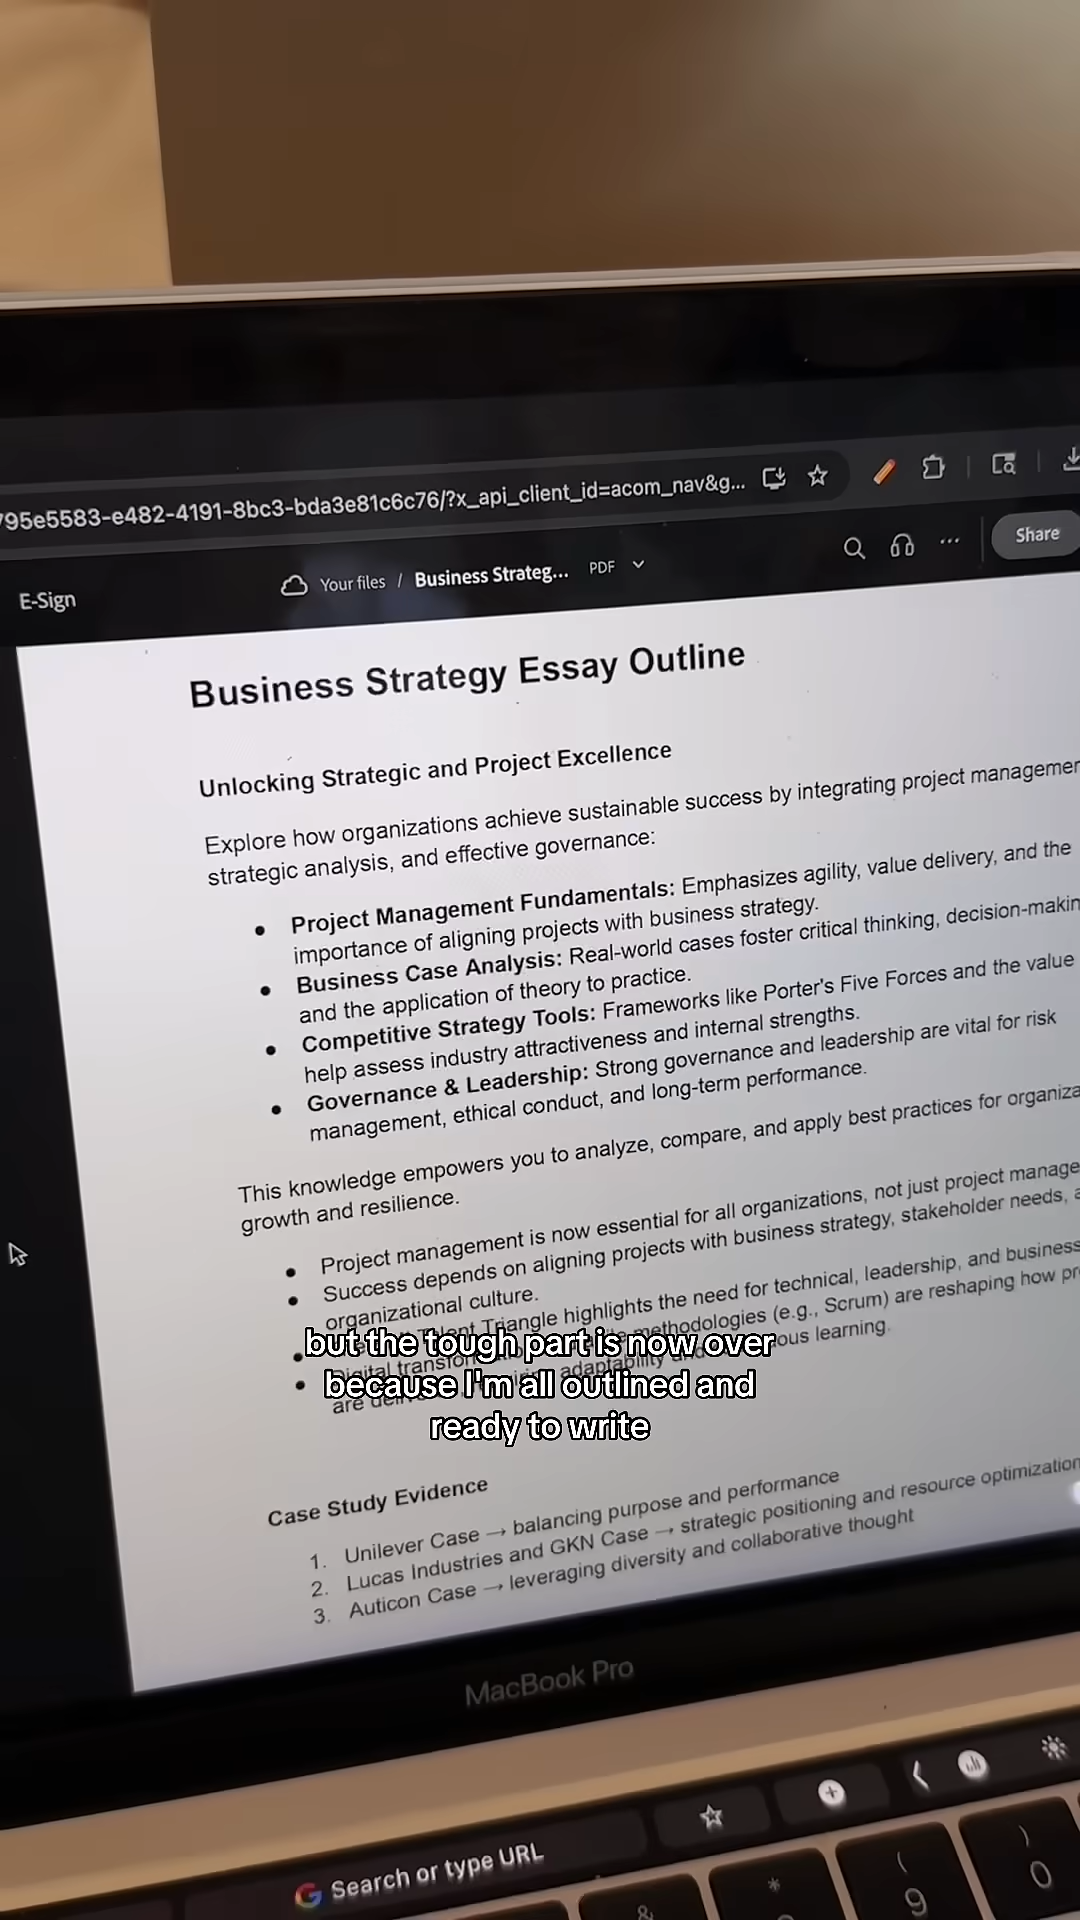 795e5583-e482-4191-8bc3-bda3e81c6c76/?x_api_client_id=acom_nav&g...
E-Sign
Your files / Business Strateg... PDF
Share
Business Strategy Essay Outline
Unlocking Strategic and Project Excellence
Explore how organizations achieve sustainable success by integrating project managemen
strategic analysis, and effective governance:
• Project Management Fundamentals: Emphasizes agility, value delivery, and the
importance of aligning projects with business strategy.
• Business Case Analysis: Real-world cases foster critical thinking, decision-makin
and the application of theory to practice.
• Competitive Strategy Tools: Frameworks like Porter's Five Forces and the value
help assess industry attractiveness and internal strengths.
• Governance & Leadership: Strong governance and leadership are vital for risk
management, ethical conduct, and long-term performance.
This knowledge empowers you to analyze, compare, and apply best practices for organiza
growth and resilience.
• Project management is now essential for all organizations, not just project manage
• Success depends on aligning projects with business strategy, stakeholder needs, a
organizational culture.
• Talent Triangle highlights the need for technical, leadership, and business
• Digital transfor methodologies (e.g., Scrum) are reshaping how pr
are adaptability learning.
but the tough part is now over
because I'm all outlined and
ready to write
Case Study Evidence
1. Unilever Case → balancing purpose and performance
2. Lucas Industries and GKN Case → strategic positioning and resource optimization
3. Auticon Case → leveraging diversity and collaborative thought
MacBook Pro
Search or type URL
&
*
(
9
)
0